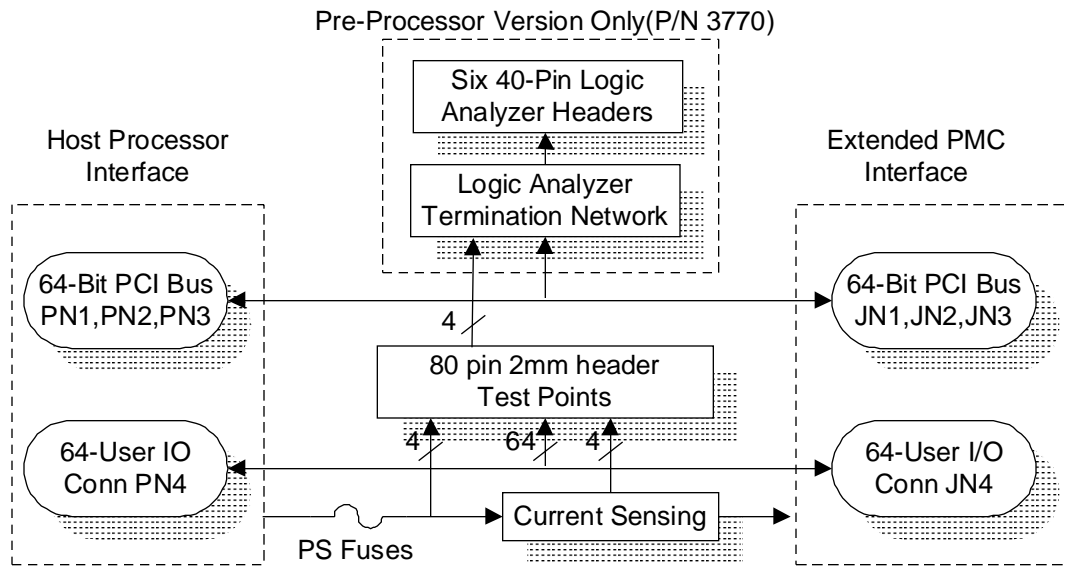 Pre-Processor Version Only(P/N 3770)
Six 40-Pin Logic
Analyzer Headers
Host Processor
Interface
Extended PMC
Interface
Logic Analyzer
Termination Network
64-Bit PCI Bus
PN1,PN2,PN3
64-Bit PCI Bus
JN1,JN2,JN3
4
80 pin 2mm header
Test Points
4
64
4
64-User IO
Conn PN4
64-User I/O
Conn JN4
Current Sensing
PS Fuses